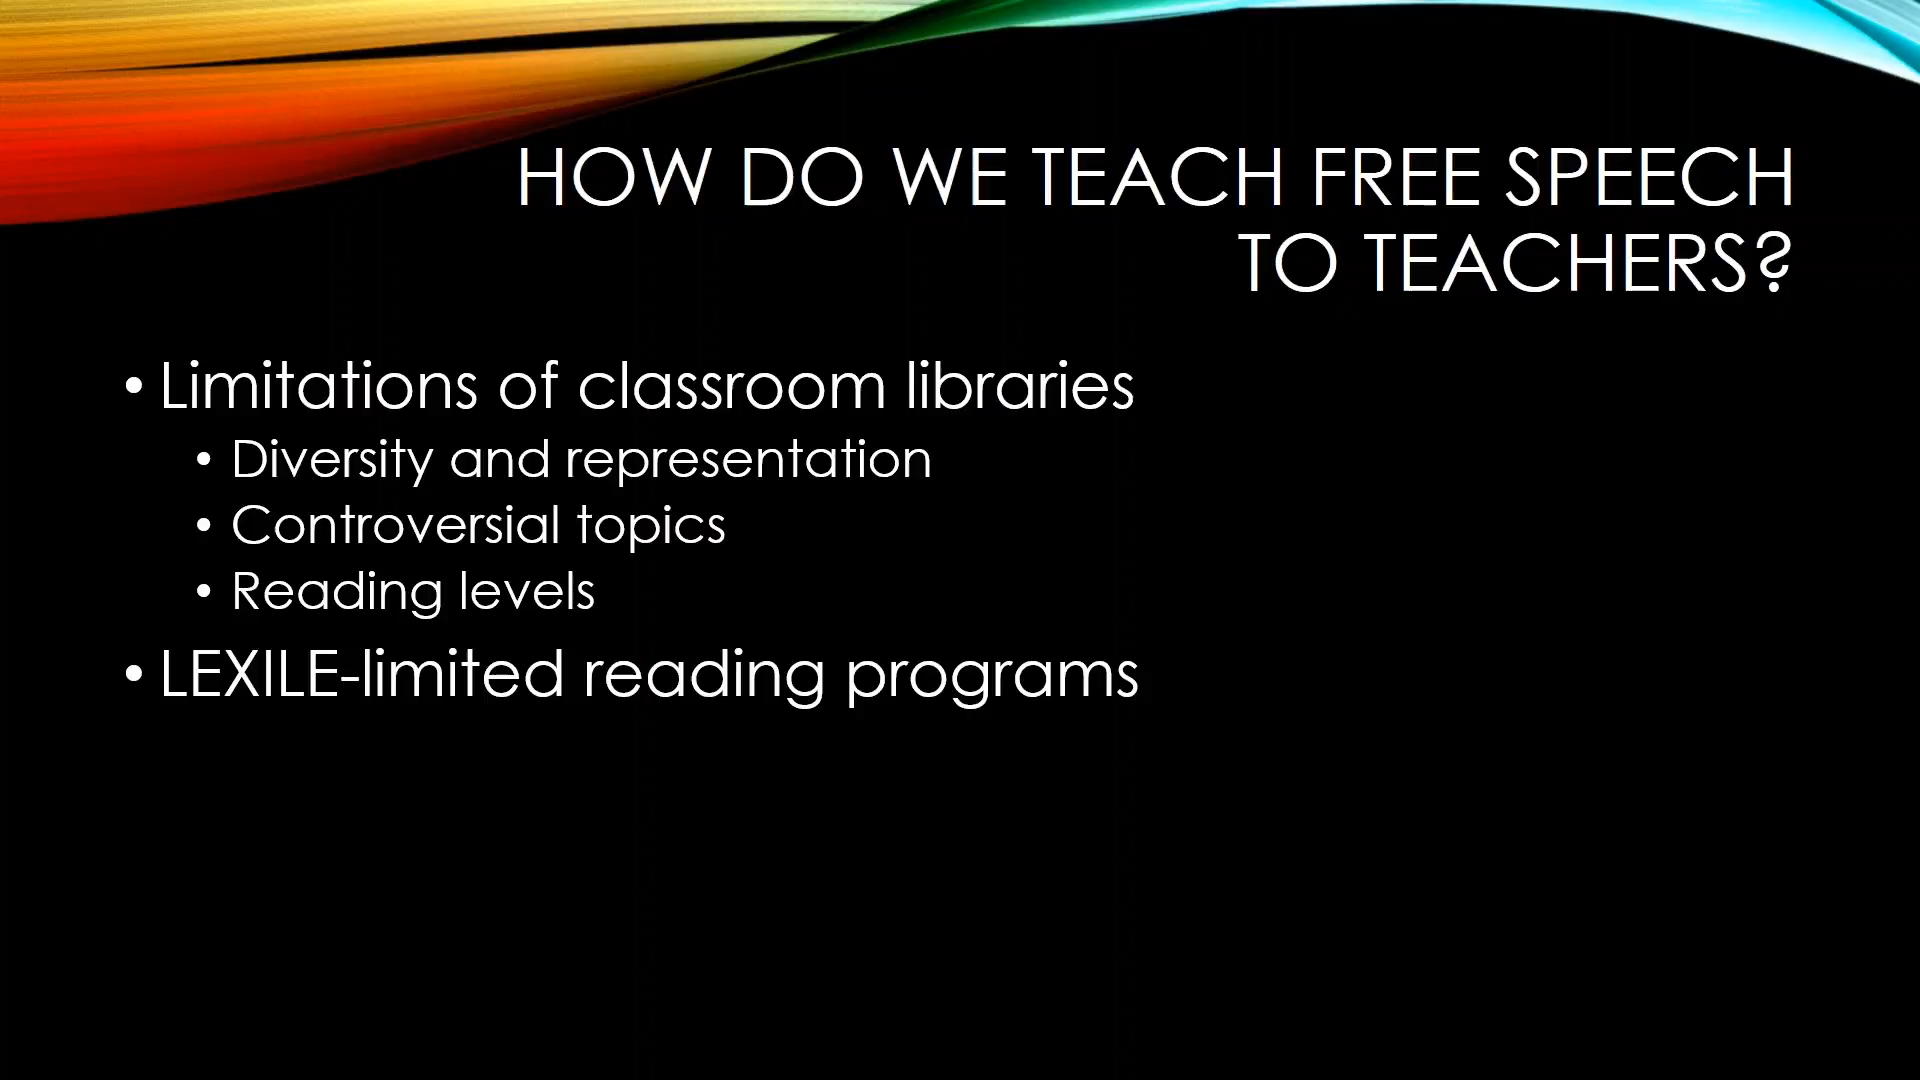 HOW DO WE TEACH FREE SPEECH
TO TEACHERS?
• Limitations of classroom libraries
• Diversity and representation
• Controversial topics
• Reading levels
• LEXILE-limited reading programs